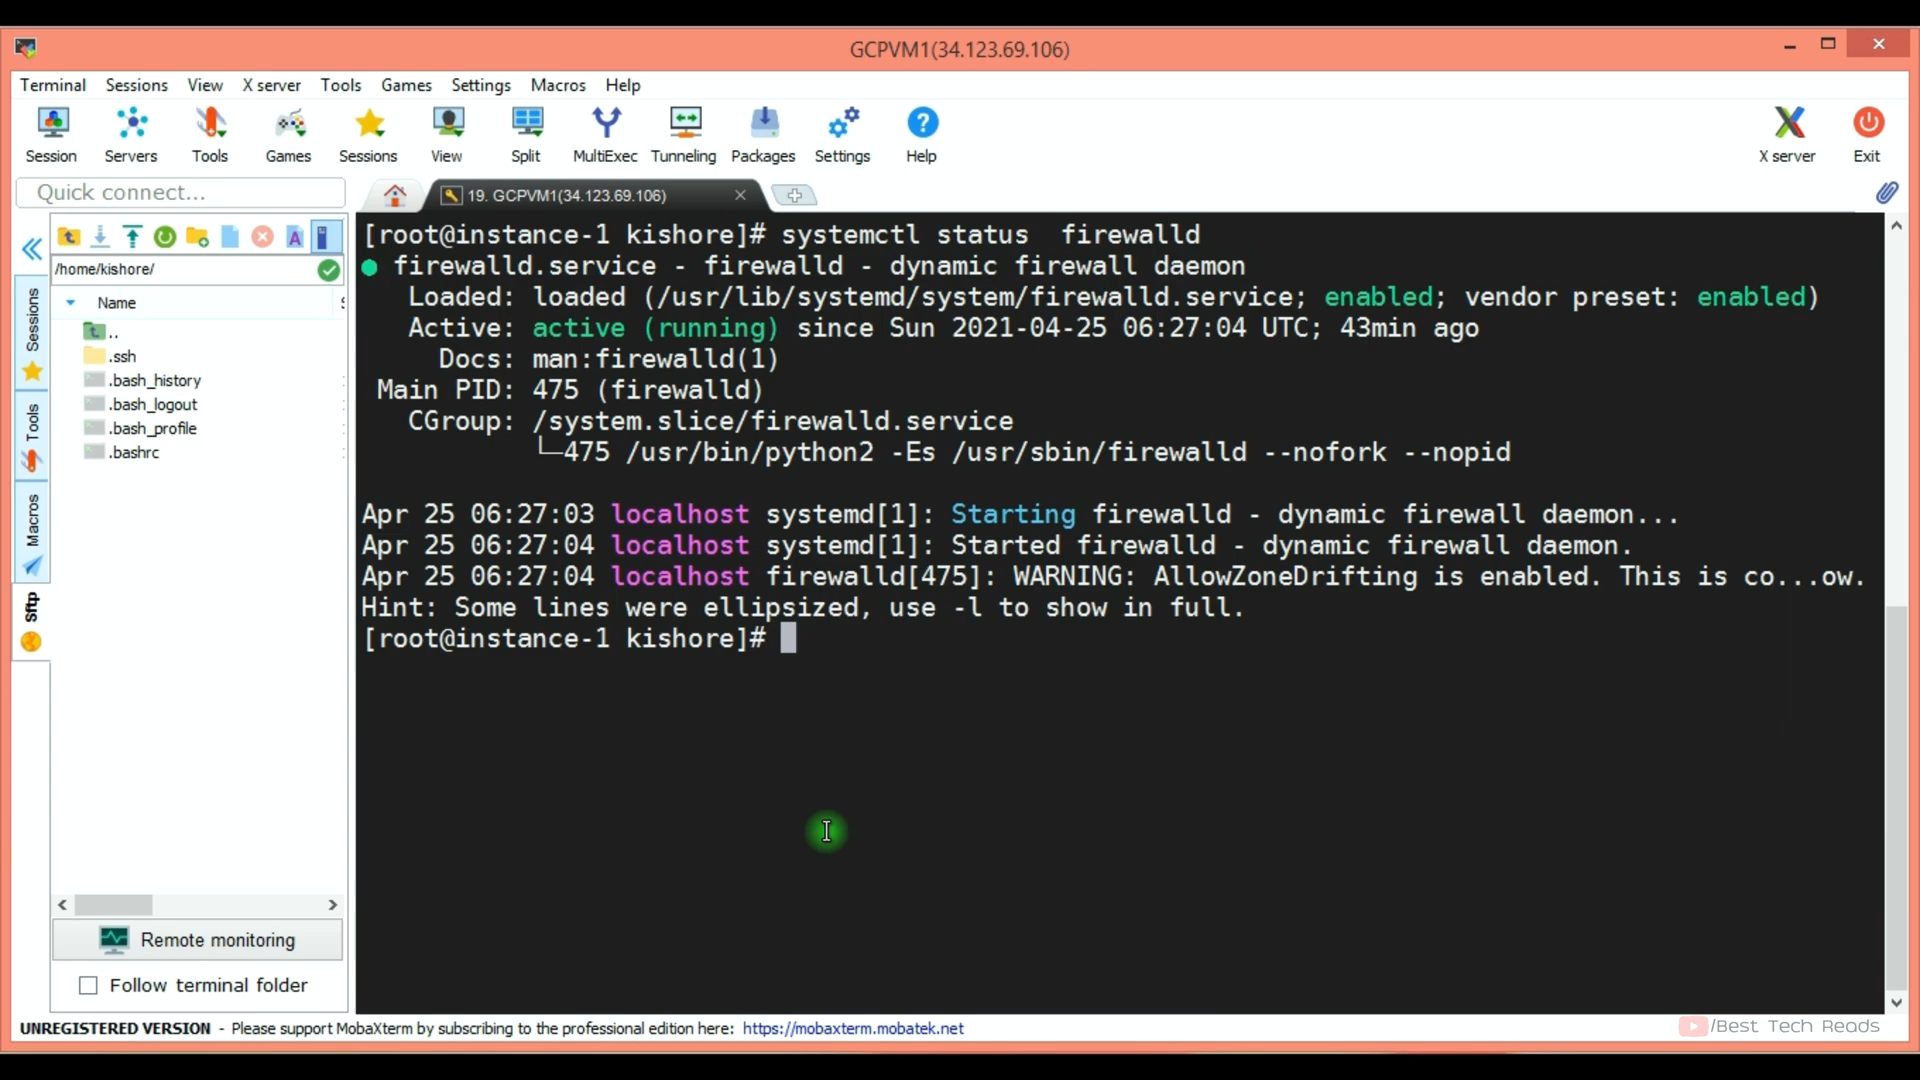 GCPVM1(34.123.69.106)
Terminal Sessions View X server Tools Games Settings Macros Help
Session Servers Tools Games Sessions View Split MultiExec Tunneling Packages Settings Help X server Exit
Quick connect...
19. GCPVM1(34.123.69.106)
/home/kishore/
Name
..
.ssh
.bash_history
.bash_logout
.bash_profile
.bashrc
Sessions
Tools
Macros
Sftp
[root@instance-1 kishore]# systemctl status  firewalld
● firewalld.service - firewalld - dynamic firewall daemon
Loaded: loaded (/usr/lib/systemd/system/firewalld.service; enabled; vendor preset: enabled)
Active: active (running) since Sun 2021-04-25 06:27:04 UTC; 43min ago
Docs: man:firewalld(1)
Main PID: 475 (firewalld)
CGroup: /system.slice/firewalld.service
└─475 /usr/bin/python2 -Es /usr/sbin/firewalld --nofork --nopid
Apr 25 06:27:03 localhost systemd[1]: Starting firewalld - dynamic firewall daemon...
Apr 25 06:27:04 localhost systemd[1]: Started firewalld - dynamic firewall daemon.
Apr 25 06:27:04 localhost firewalld[475]: WARNING: AllowZoneDrifting is enabled. This is co...ow.
Hint: Some lines were ellipsized, use -l to show in full.
[root@instance-1 kishore]#
Remote monitoring
Follow terminal folder
UNREGISTERED VERSION - Please support MobaXterm by subscribing to the professional edition here: https://mobaxterm.mobatek.net
/Best Tech Reads